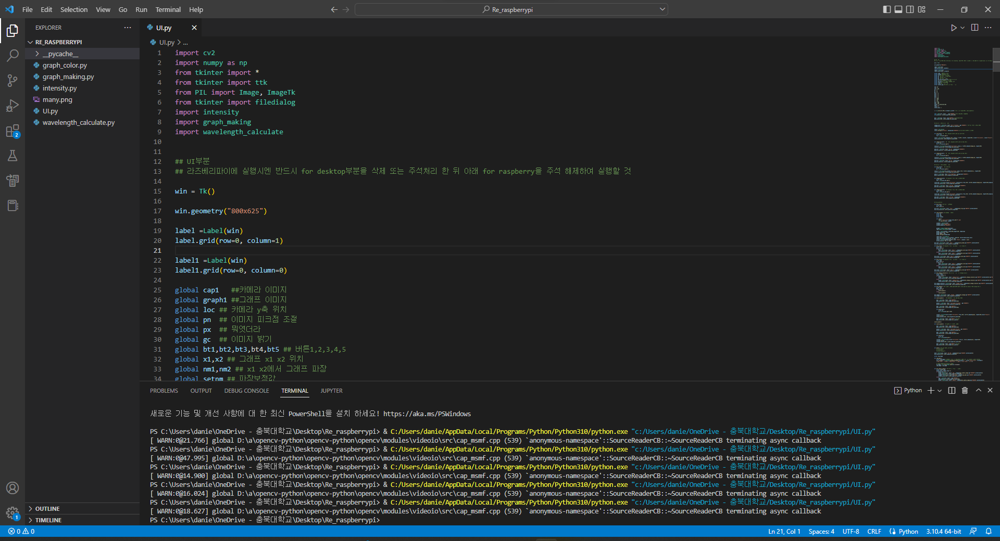 File Edit Selection View Go Run Terminal Help
Re_raspberrypi
EXPLORER
RE_RASPBERRYPI
__pycache__
graph_color.py
graph_making.py
intensity.py
many.png
UI.py
wavelength_calculate.py
OUTLINE
TIMELINE
UI.py
UI.py > ...
1 import cv2
2 import numpy as np
3 from tkinter import *
4 from tkinter import ttk
5 from PIL import Image, ImageTk
6 from tkinter import filedialog
7 import intensity
8 import graph_making
9 import wavelength_calculate
10
11
12 ## UI부분
13 ## 라즈베리파이에 실행시엔 반드시 for desktop부분을 삭제 또는 주석처리 한 뒤 아래 for raspberry을 주석 해제하여 실행할 것
14
15 win = Tk()
16
17 win.geometry("800x625")
18
19 label =Label(win)
20 label.grid(row=0, column=1)
21
22 label1 =Label(win)
23 label1.grid(row=0, column=0)
24
25 global cap1   ##카메라 이미지
26 global graph1 ##그래프 이미지
27 global loc ## 카메라 y축 위치
28 global pn  ## 이미지 피크점 조절
29 global px  ## 뭐엿더라
30 global gc  ## 이미지 밝기
31 global bt1,bt2,bt3,bt4,bt5 ## 버튼1,2,3,4,5
32 global x1,x2 ## 그래프 x1 x2 위치
33 global nm1,nm2 ## x1 x2에서 그래프 파장
34 global setnm ## 파장보정값
PROBLEMS OUTPUT DEBUG CONSOLE TERMINAL JUPYTER
Python
새로운 기능 및 개선 사항에 대 한 최신 PowerShell을 설치 하세요! https://aka.ms/PSWindows
PS C:\Users\danie\OneDrive - 충북대학교\Desktop\Re_raspberrypi> & C:/Users/danie/AppData/Local/Programs/Python/Python310/python.exe "c:/Users/danie/OneDrive - 충북대학교/Desktop/Re_raspberrypi/UI.py"
[ WARN:0@21.766] global D:\a\opencv-python\opencv-python\opencv\modules\videoio\src\cap_msmf.cpp (539) `anonymous-namespace'::SourceReaderCB::~SourceReaderCB terminating async callback
PS C:\Users\danie\OneDrive - 충북대학교\Desktop\Re_raspberrypi> & C:/Users/danie/AppData/Local/Programs/Python/Python310/python.exe "c:/Users/danie/OneDrive - 충북대학교/Desktop/Re_raspberrypi/UI.py"
[ WARN:0@47.995] global D:\a\opencv-python\opencv-python\opencv\modules\videoio\src\cap_msmf.cpp (539) `anonymous-namespace'::SourceReaderCB::~SourceReaderCB terminating async callback
PS C:\Users\danie\OneDrive - 충북대학교\Desktop\Re_raspberrypi> & C:/Users/danie/AppData/Local/Programs/Python/Python310/python.exe "c:/Users/danie/OneDrive - 충북대학교/Desktop/Re_raspberrypi/UI.py"
[ WARN:0@14.900] global D:\a\opencv-python\opencv-python\opencv\modules\videoio\src\cap_msmf.cpp (539) `anonymous-namespace'::SourceReaderCB::~SourceReaderCB terminating async callback
PS C:\Users\danie\OneDrive - 충북대학교\Desktop\Re_raspberrypi> & C:/Users/danie/AppData/Local/Programs/Python/Python310/python.exe "c:/Users/danie/OneDrive - 충북대학교/Desktop/Re_raspberrypi/UI.py"
[ WARN:0@16.024] global D:\a\opencv-python\opencv-python\opencv\modules\videoio\src\cap_msmf.cpp (539) `anonymous-namespace'::SourceReaderCB::~SourceReaderCB terminating async callback
PS C:\Users\danie\OneDrive - 충북대학교\Desktop\Re_raspberrypi> & C:/Users/danie/AppData/Local/Programs/Python/Python310/python.exe "c:/Users/danie/OneDrive - 충북대학교/Desktop/Re_raspberrypi/UI.py"
[ WARN:0@18.627] global D:\a\opencv-python\opencv-python\opencv\modules\videoio\src\cap_msmf.cpp (539) `anonymous-namespace'::SourceReaderCB::~SourceReaderCB terminating async callback
PS C:\Users\danie\OneDrive - 충북대학교\Desktop\Re_raspberrypi>
2
1
0 0
Ln 21, Col 1 Spaces: 4 UTF-8 CRLF Python 3.10.4 64-bit